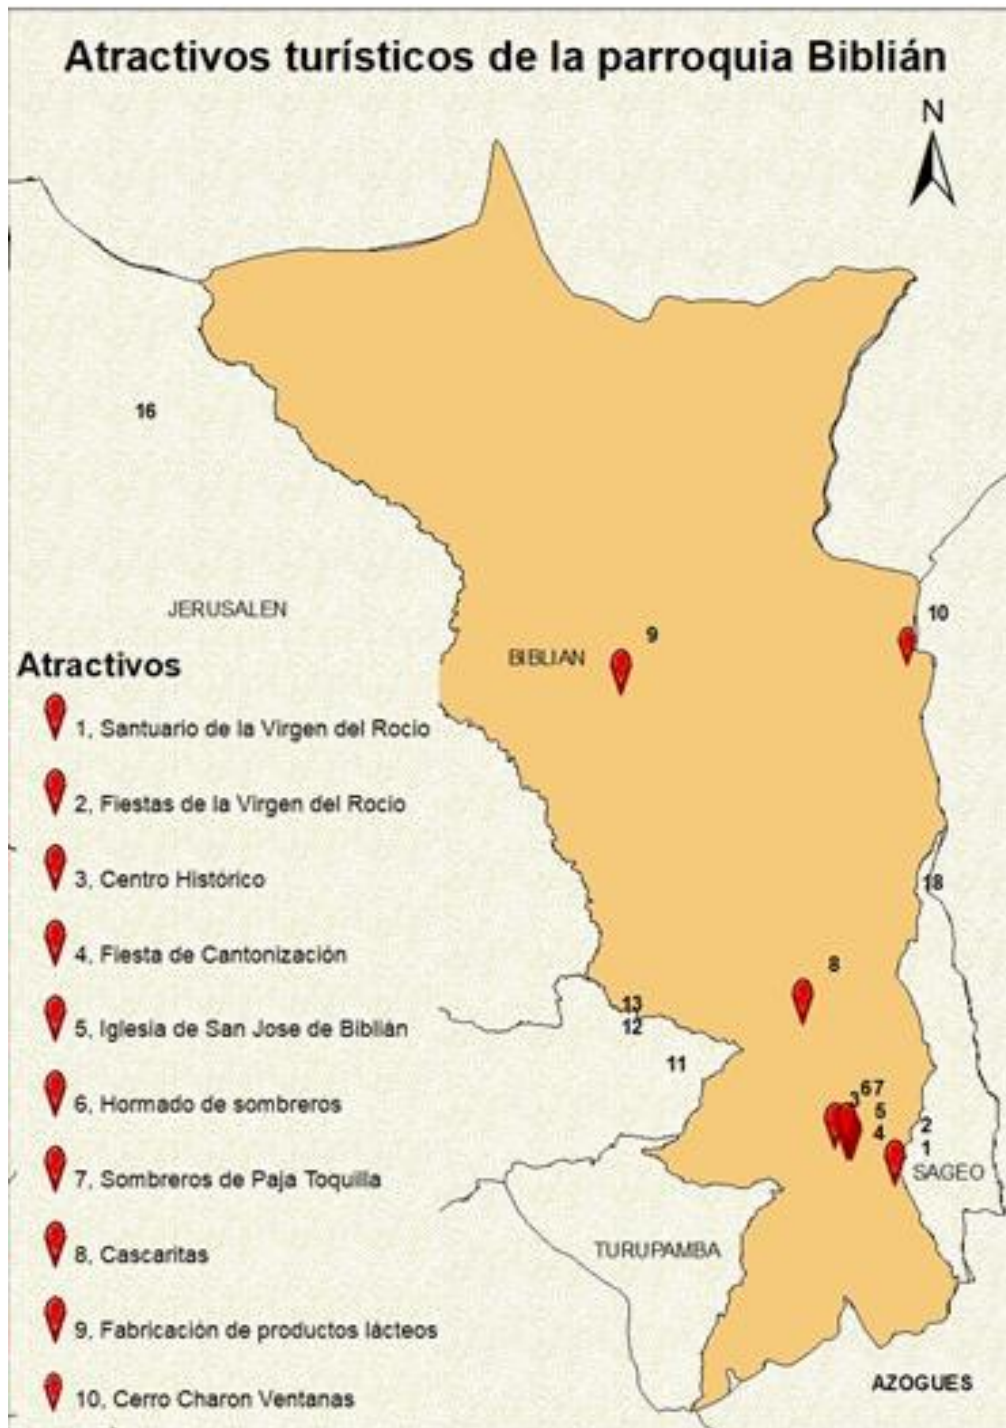 Atractivos turísticos de la parroquia Biblián
N
16
JERUSALEN
10
9
BIBLIAN
Atractivos
1, Santuario de la Virgen del Rocio
2, Fiestas de la Virgen del Rocio
3, Centro Histórico
18
4, Fiesta de Cantonización
8
13
12
5, Iglesia de San Jose de Biblián
11
6, Hormado de sombreros
3
67
5
4
2
1
7, Sombreros de Paja Toquilla
SAGEO
8, Cascaritas
TURUPAMBA
9, Fabricación de productos lácteos
10, Cerro Charon Ventanas
AZOGUES